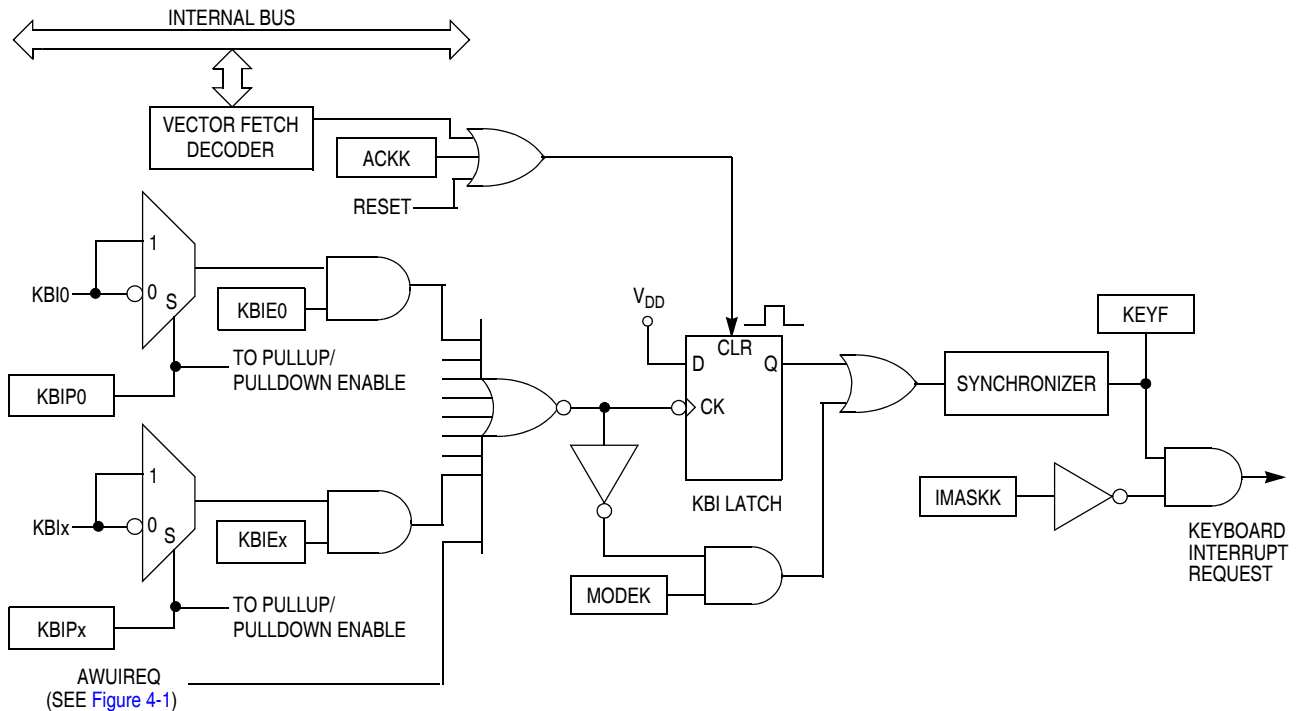 INTERNAL BUS
VECTOR FETCH
DECODER
ACKK
RESET
1
KBI0
0
S
KBIE0
TO PULLUP/
PULLDOWN ENABLE
KBIP0
VDD
CLR
D
Q
CK
KBI LATCH
KEYF
SYNCHRONIZER
1
KBIx
0
S
KBIEx
IMASKK
KEYBOARD
INTERRUPT
REQUEST
MODEK
TO PULLUP/
PULLDOWN ENABLE
KBIPx
AWUIREQ
(SEE Figure 4-1)